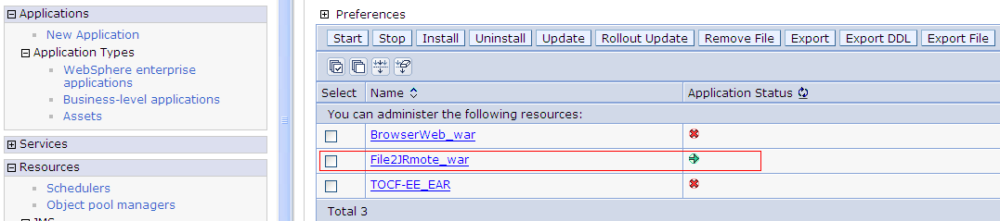 Applications
New Application
Application Types
WebSphere enterprise
applications
Business-level applications
Assets
Services
Resources
Schedulers
Object pool managers
JMS
Preferences
Start Stop Install Uninstall Update Rollout Update Remove File Export Export DDL Export File
Select Name Application Status
You can administer the following resources:
BrowserWeb_war
File2JRmote_war
TOCF-EE_EAR
Total 3